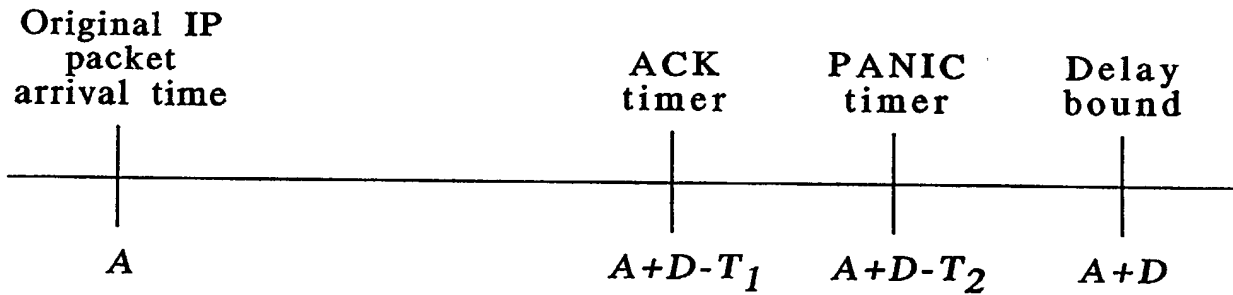 Original IP
packet
arrival time
ACK
timer
PANIC
timer
Delay
bound
A
A+D-T1
A+D-T2
A+D